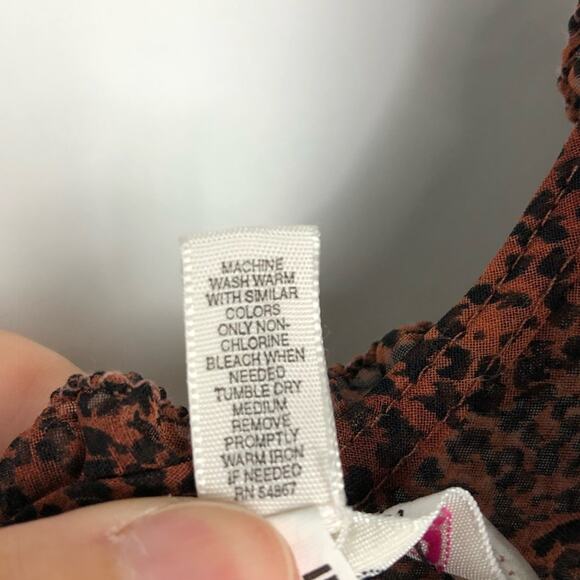 MACHINE
WASH WARM
WITH SIMILAR
COLORS
ONLY NON-
CHLORINE
BLEACH WHEN
NEEDED
TUMBLE DRY
MEDIUM
REMOVE
PROMPTLY
WARM IRON
IF NEEDED
RN 54867